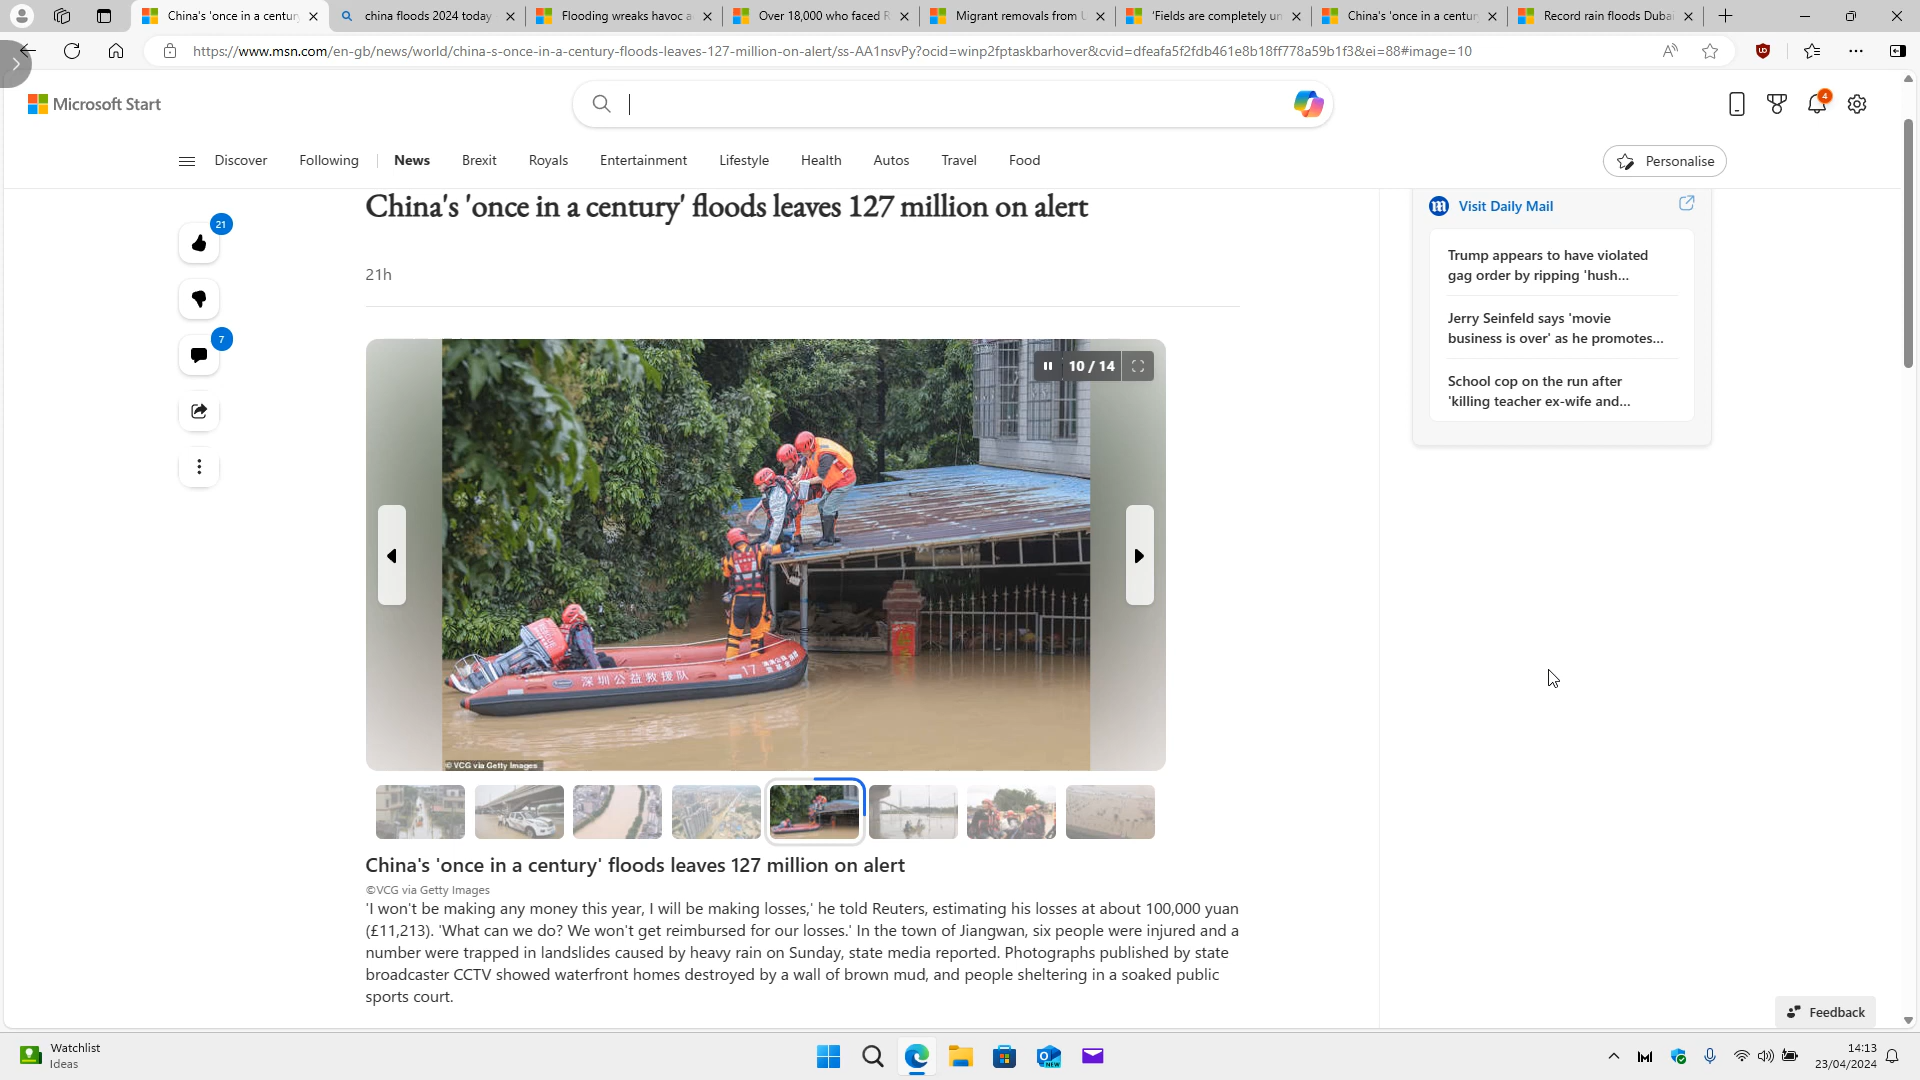 China's 'once in a centur
china floods 2024 today
Flooding wreaks havoc a
Over 18,000 who faced R
Migrant removals from U
'Fields are completely un
China's 'once in a centur
Record rain floods Dubai
https://www.msn.com/en-gb/news/world/china-s-once-in-a-century-floods-leaves-127-million-on-alert/ss-AA1nsvPy?ocid=winp2fptaskbarhover&cvid=dfeafa5f2fdb461e8b18ff778a59b1f3&ei=88#image=10
Microsoft Start
4
Discover
Following
News
Brexit
Royals
Entertainment
Lifestyle
Health
Autos
Travel
Food
Personalise
China's 'once in a century' floods leaves 127 million on alert
21
7
21h
Visit Daily Mail
Trump appears to have violated
gag order by ripping 'hush...
Jerry Seinfeld says 'movie
business is over' as he promotes...
School cop on the run after
'killing teacher ex-wife and...
10 / 14
17
深圳公益救援队
© VCG via Getty Images
China's 'once in a century' floods leaves 127 million on alert
©VCG via Getty Images
'I won't be making any money this year, I will be making losses,' he told Reuters, estimating his losses at about 100,000 yuan
(£11,213). 'What can we do? We won't get reimbursed for our losses.' In the town of Jiangwan, six people were injured and a
number were trapped in landslides caused by heavy rain on Sunday, state media reported. Photographs published by state
broadcaster CCTV showed waterfront homes destroyed by a wall of brown mud, and people sheltering in a soaked public
sports court.
Feedback
Watchlist
Ideas
14:13
23/04/2024